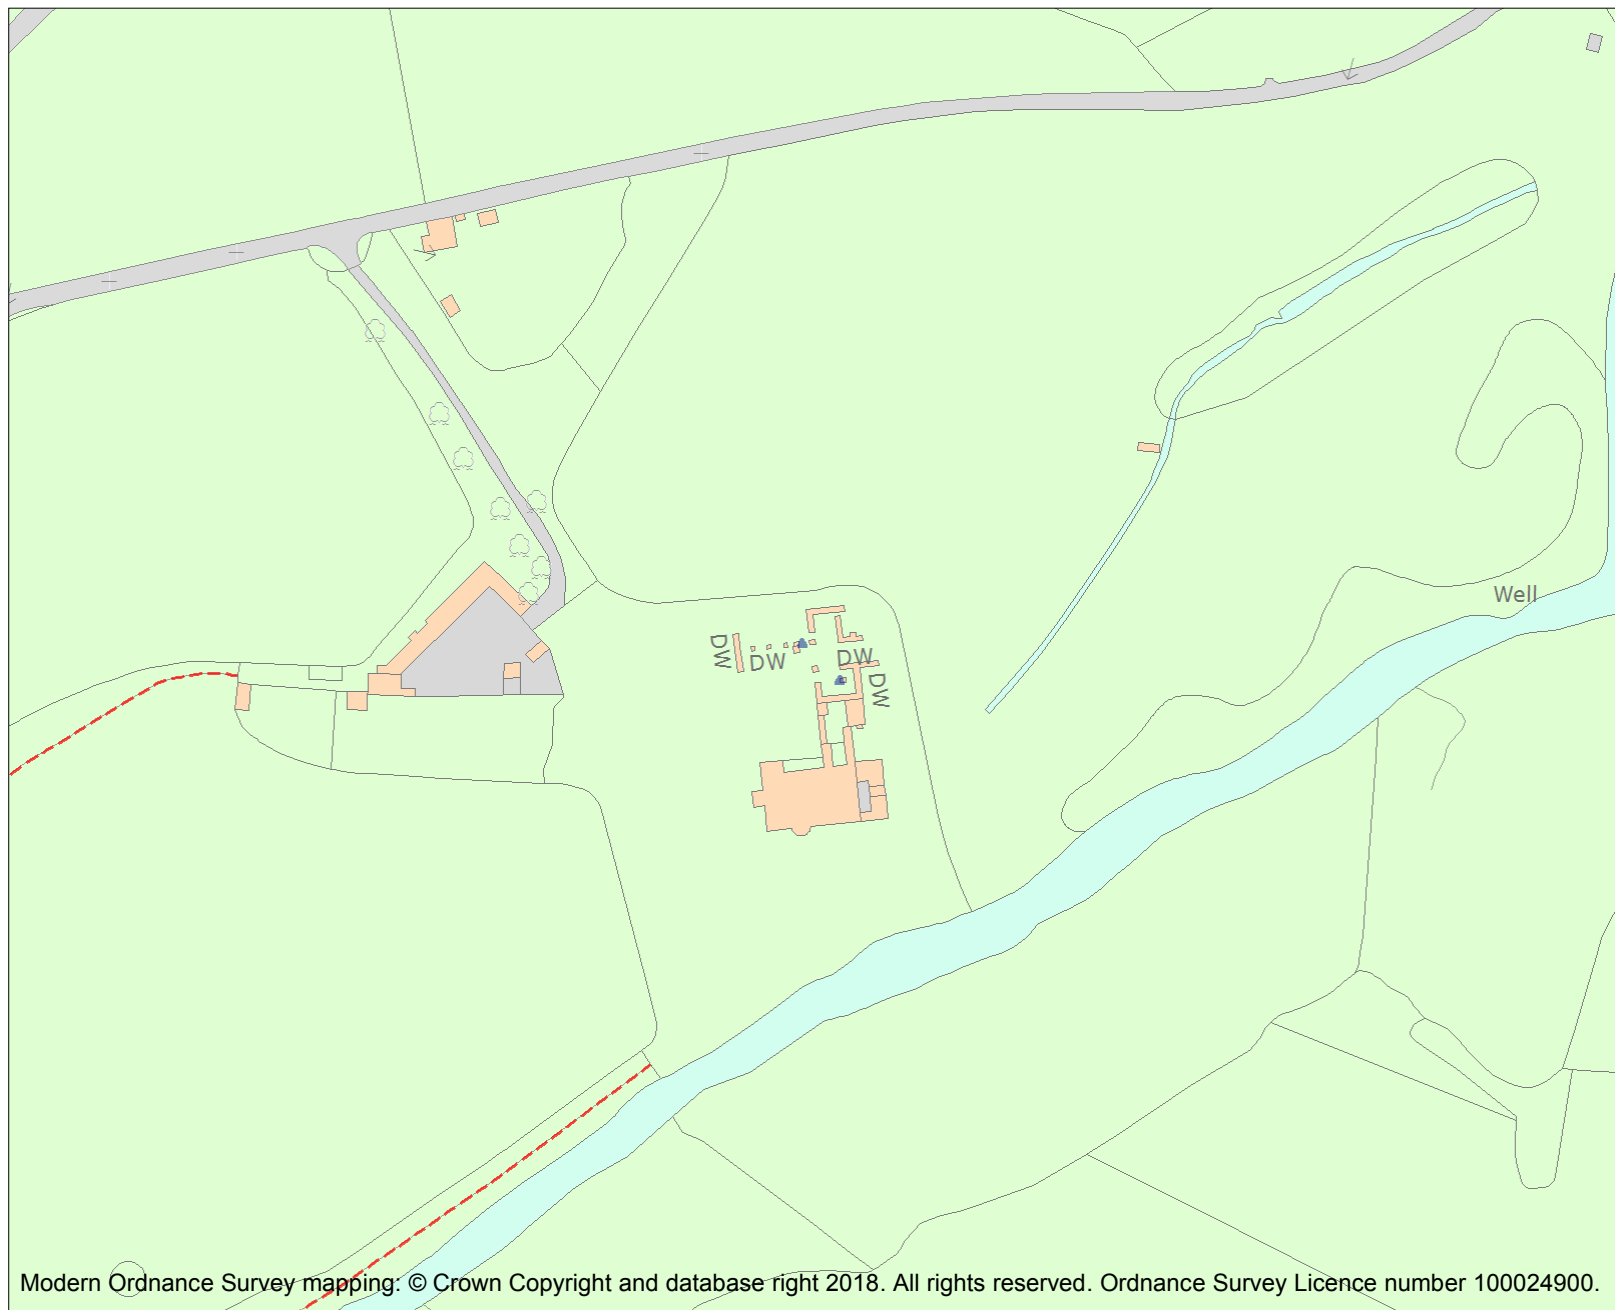 Well
DW
DW
DW
DW
Modern Ordnance Survey mapping: © Crown Copyright and database right 2018. All rights reserved. Ordnance Survey Licence number 100024900.